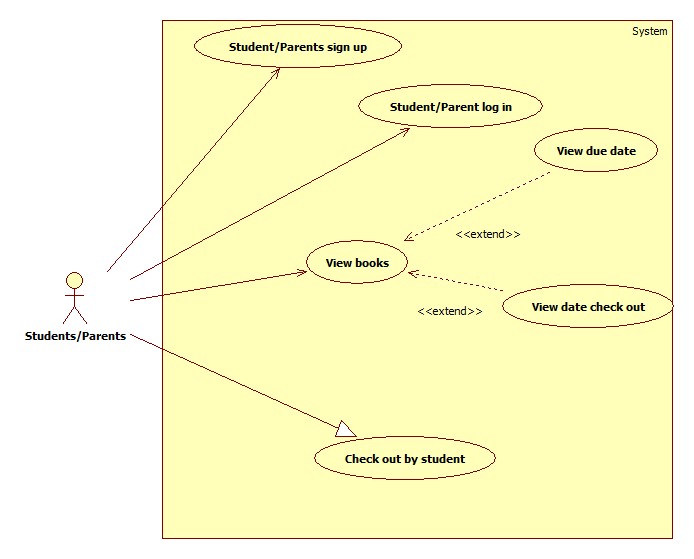 System
Student/Parents sign up
Student/Parent log in
View due date
<<extend>>
View books
View date check out
<<extend>>
Students/Parents
Check out by student